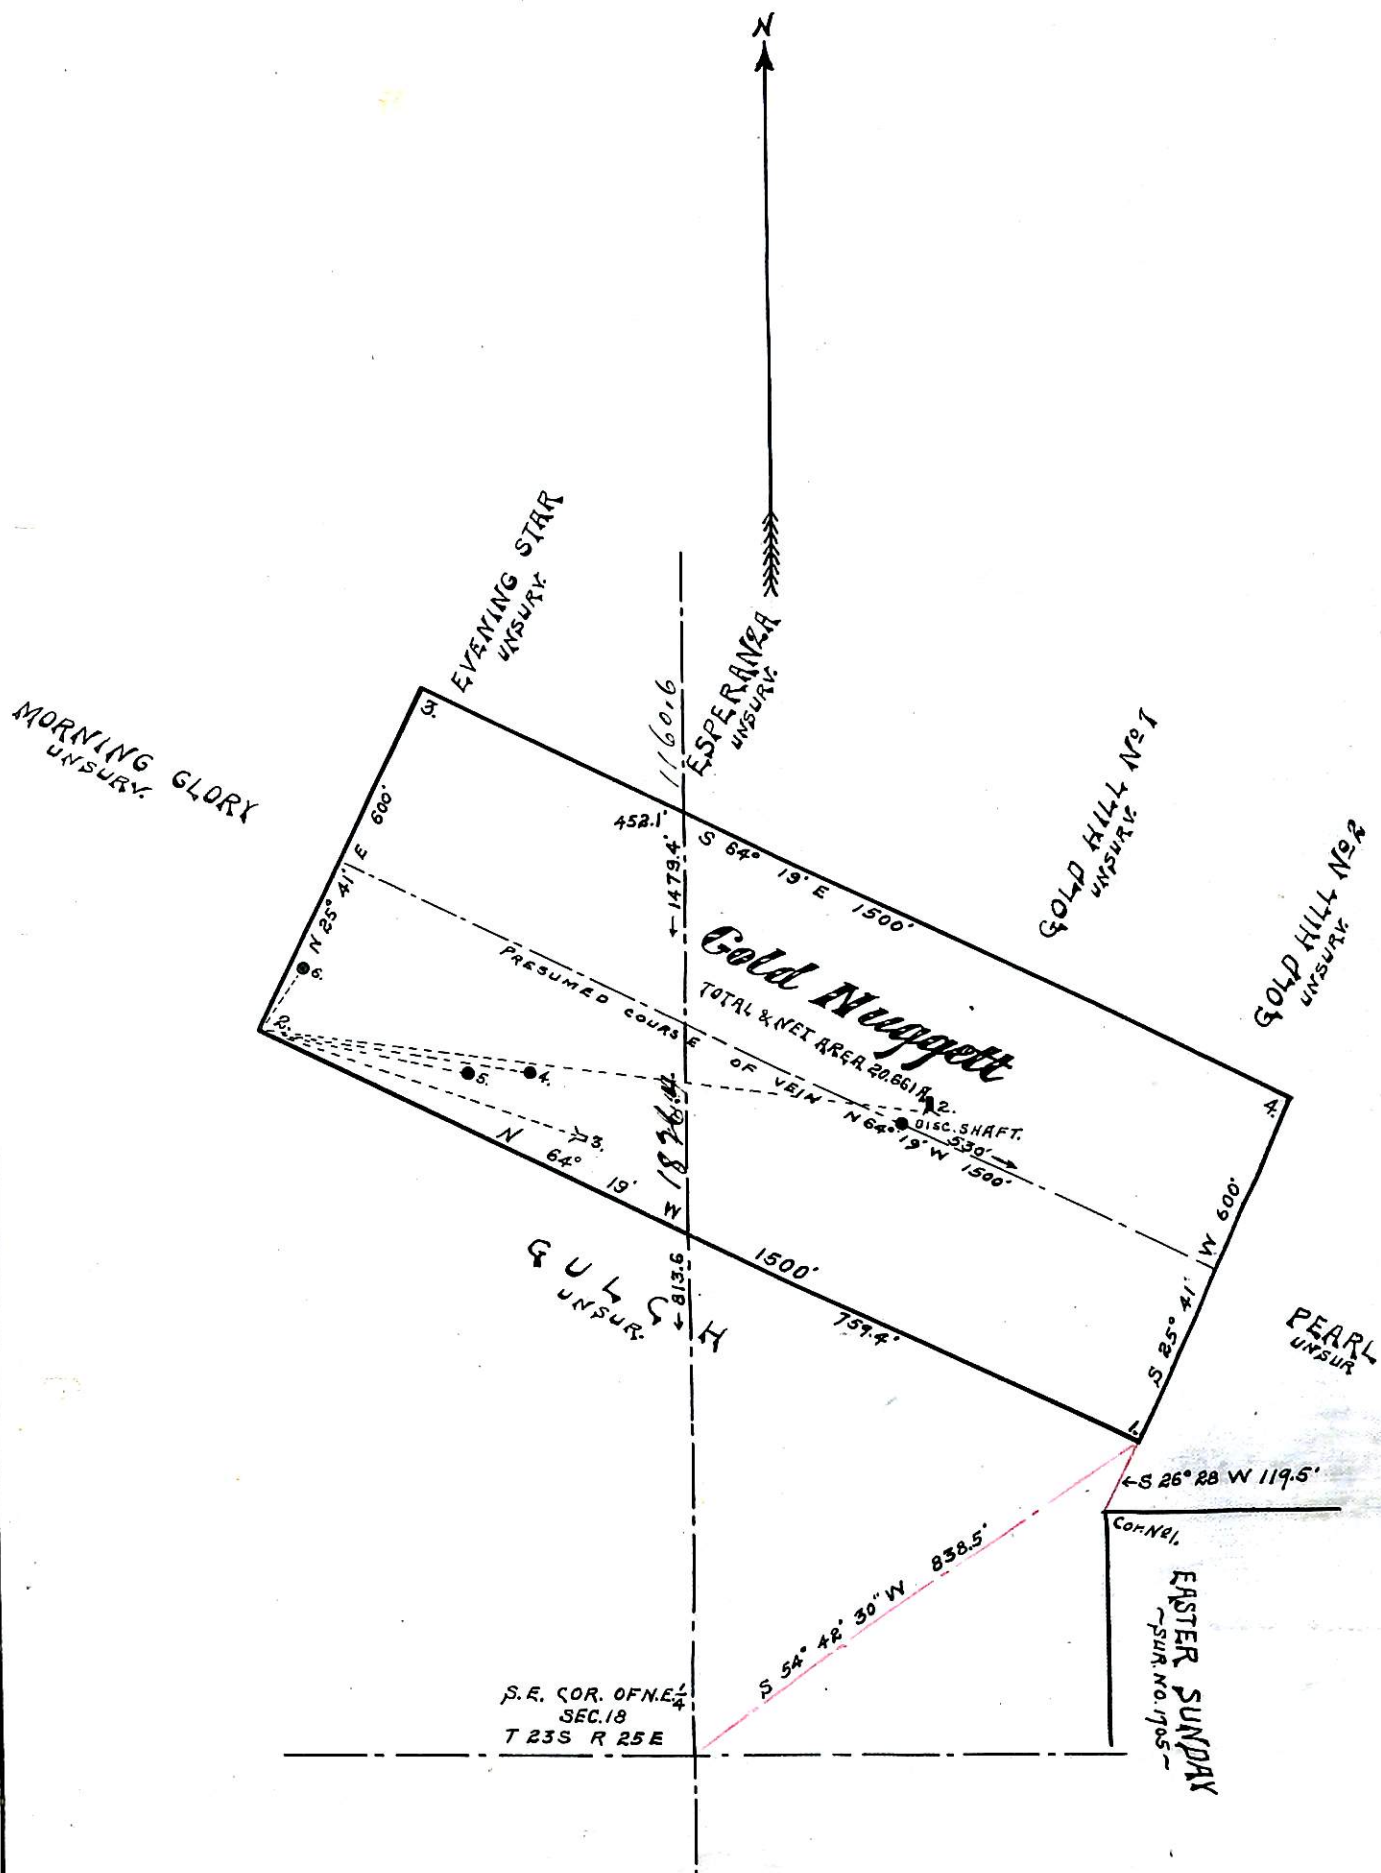 N
EVENING STAR
UNSURV.
MORNING GLORY
UNSURV.
ESPERANZA
UNSURV.
1160.6
GOLD HILL No 1
UNSURV.
GOLD HILL No 2
UNSURV.
3.
600'
N 25° 41' E
452.1'
←1479.4'
S 64° 19' E 1500'
Gold Nuggett
TOTAL & NET AREA 20.661 A.
PRESUMED COURSE OF VEIN N 64° 19' W 1500'
6.
2.
5.
4.
3.
2.
DISC. SHAFT.
530'→
4.
N 64° 19' W
1500'
759.4'
S 25° 41' W 600'
GULCH
UNSUR.
←813.6
PEARL
UNSUR
1.
←S 26° 28 W 119.5'
Cor. No 1.
EASTER SUNDAY
~SUR. NO. 1705~
S 54° 42' 30" W 838.5'
S.E. COR. OF N.E. 1/4
SEC. 18
T 23 S R 25 E